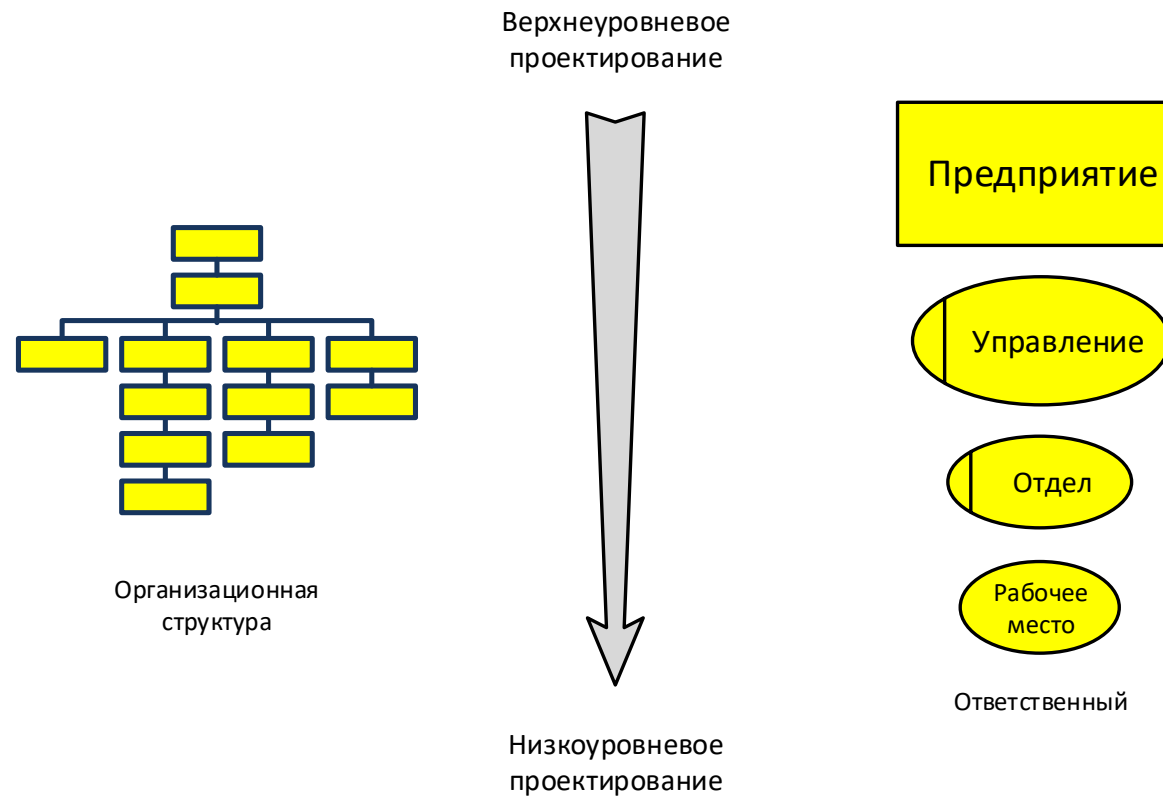 Верхнеуровневое
проектирование
Предприятие
Управление
Отдел
Рабочее
место
Организационная
структура
Ответственный
Низкоуровневое
проектирование